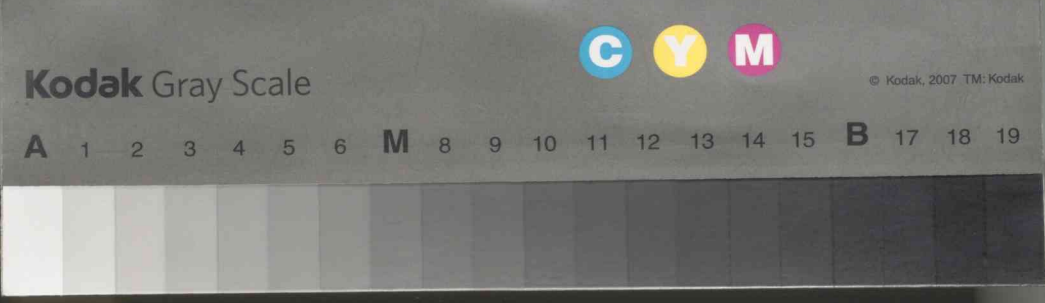 C Y M
Kodak Gray Scale
© Kodak, 2007 TM: Kodak
A 1 2 3 4 5 6 M 8 9 10 11 12 13 14 15 B 17 18 19